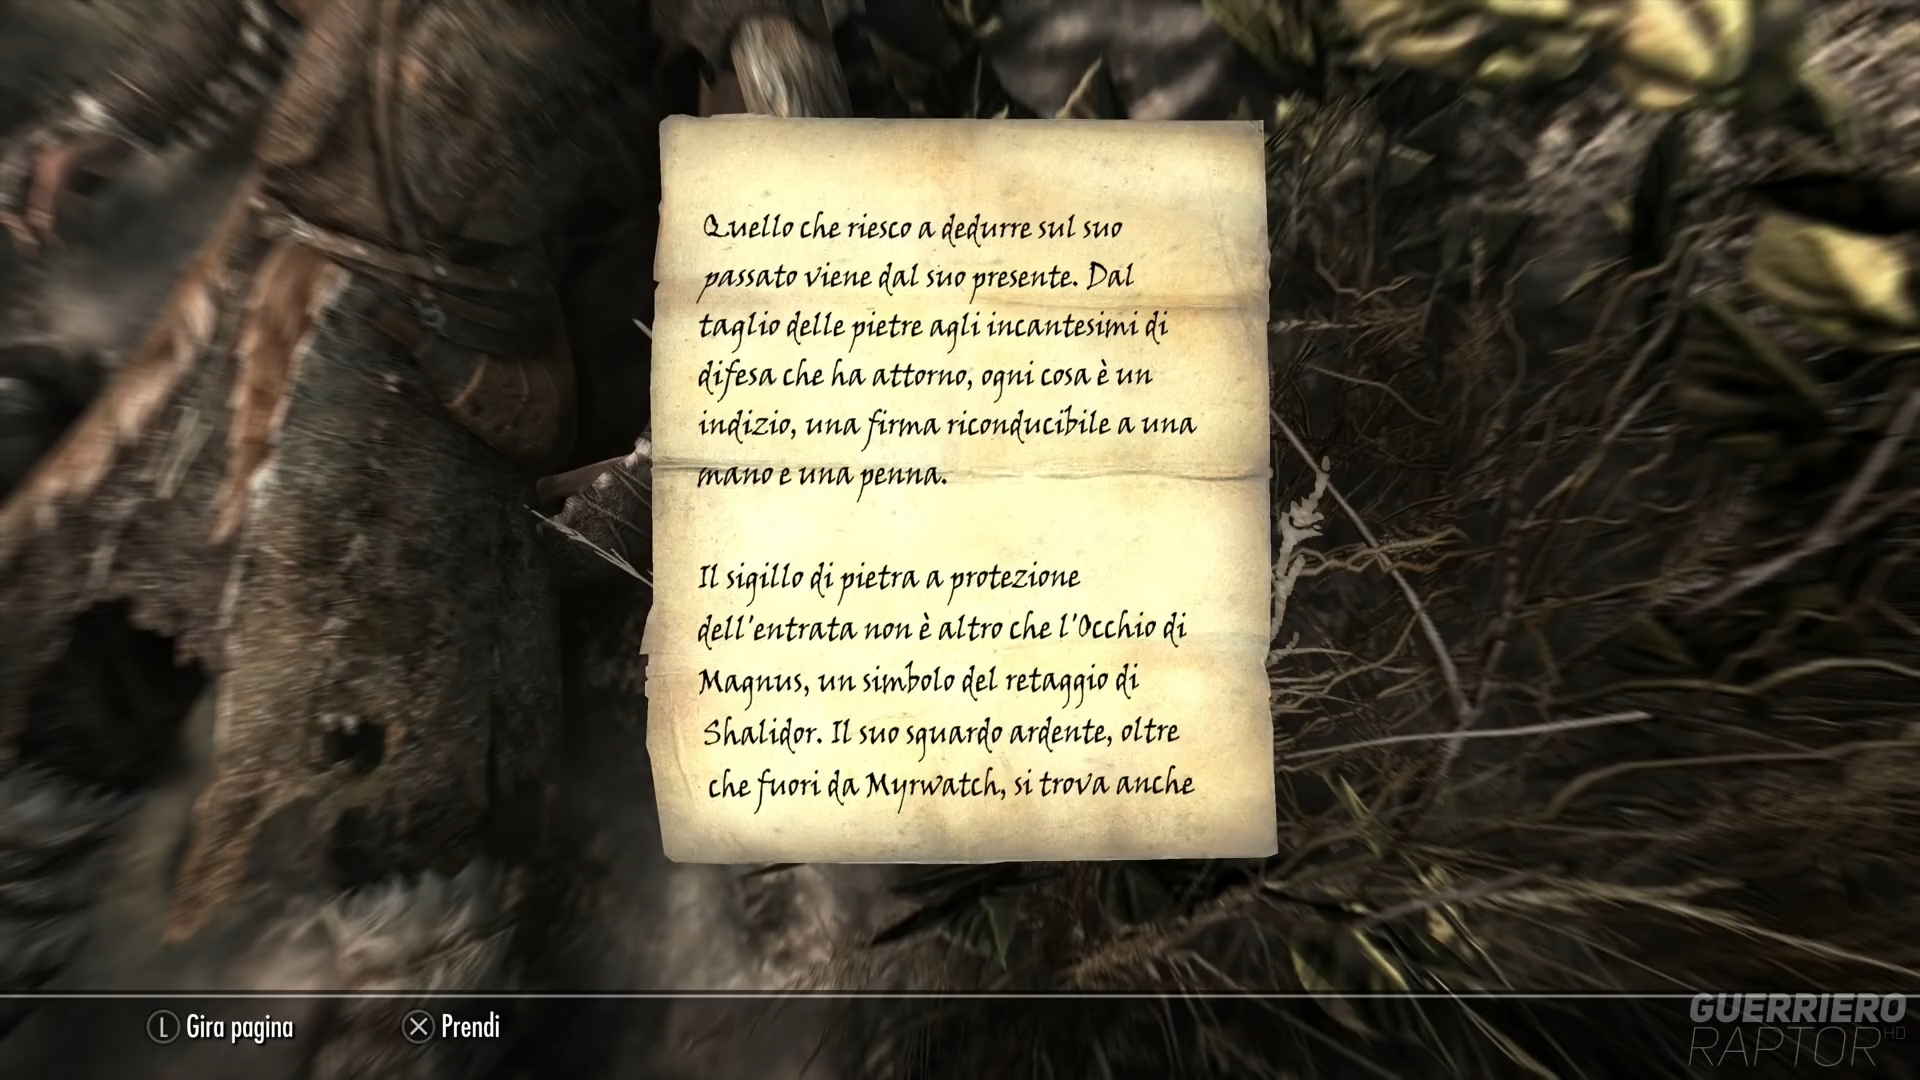 Quello che riesco a dedurre sul suo
passato viene dal suo presente. Dal
taglio delle pietre agli incantesimi di
difesa che ha attorno, ogni cosa è un
indizio, una firma riconducibile a una
mano e una penna.
Il sigillo di pietra a protezione
dell'entrata non è altro che l'Occhio di
Magnus, un simbolo del retaggio di
Shalidor. Il suo sguardo ardente, oltre
che fuori da Myrwatch, si trova anche
L Gira pagina
X Prendi
GUERRIERO
RAPTOR HD